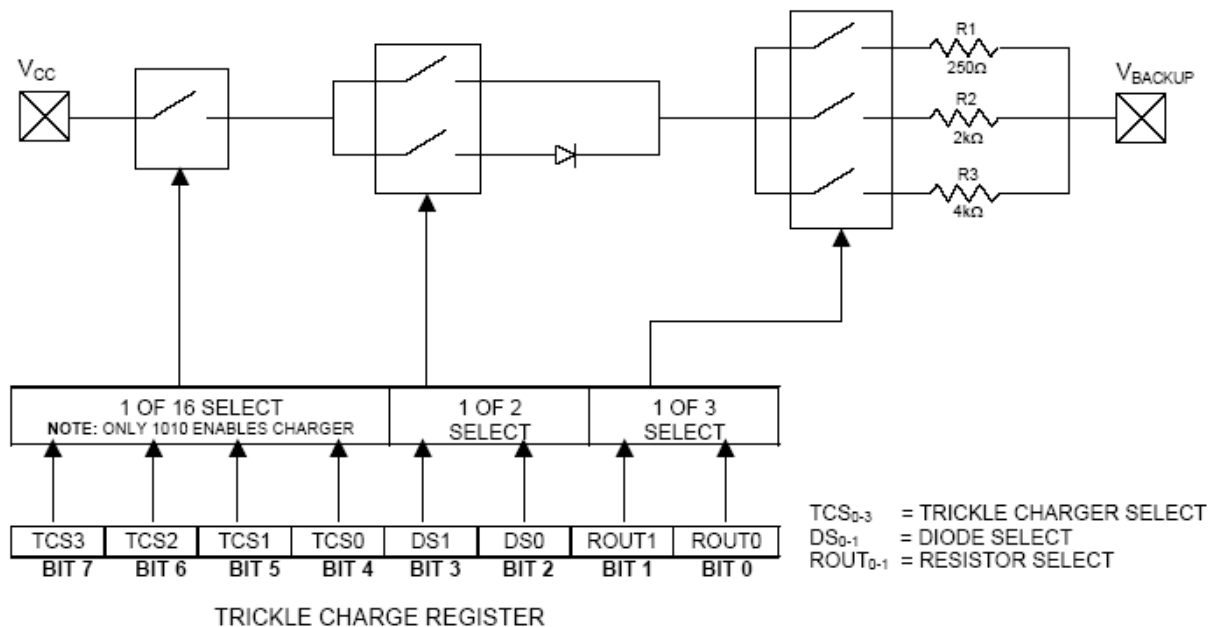 R1
250Ω
V_CC
V_BACKUP
R2
2kΩ
R3
4kΩ
1 OF 16 SELECT
NOTE: ONLY 1010 ENABLES CHARGER
1 OF 2
SELECT
1 OF 3
SELECT
TCS3 TCS2 TCS1 TCS0 DS1 DS0 ROUT1 ROUT0
BIT 7 BIT 6 BIT 5 BIT 4 BIT 3 BIT 2 BIT 1 BIT 0
TCS₀₋₃ = TRICKLE CHARGER SELECT
DS₀₋₁ = DIODE SELECT
ROUT₀₋₁ = RESISTOR SELECT
TRICKLE CHARGE REGISTER